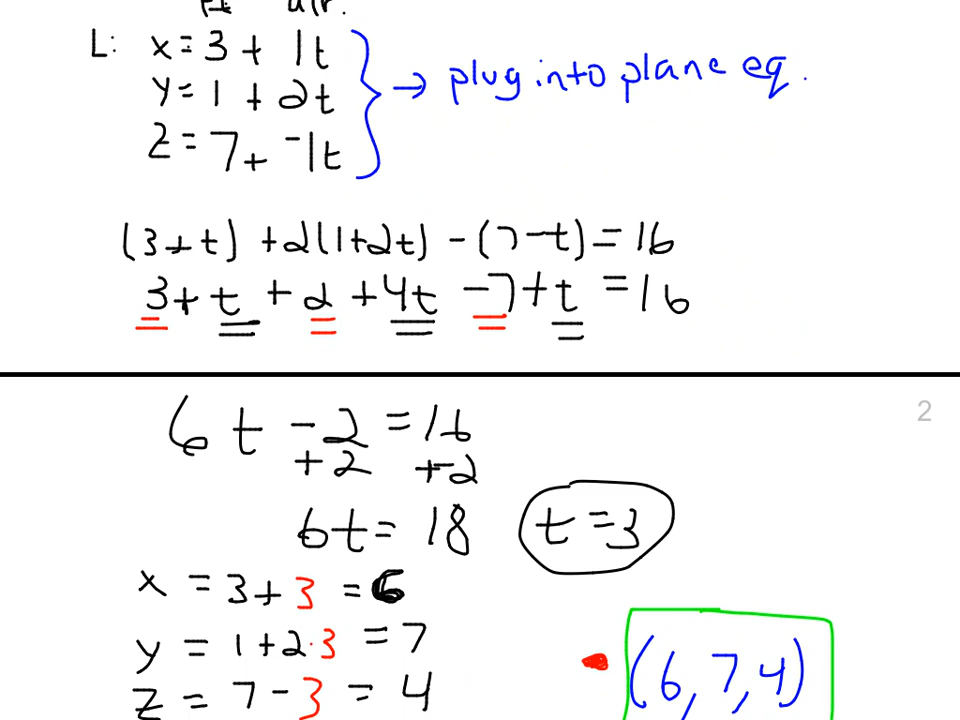 L: x = 3 + 1t
y = 1 + 2t
z = 7 + -1t
→ plug into plane eq.
(3+t) +2(1+2t) -(7-t) = 16
3+t +2 +4t -7+t = 16
2
6t -2 = 16
+2 +2
6t = 18 t = 3
x = 3+3 = 6
y = 1+2·3 = 7
z = 7-3 = 4
(6,7,4)